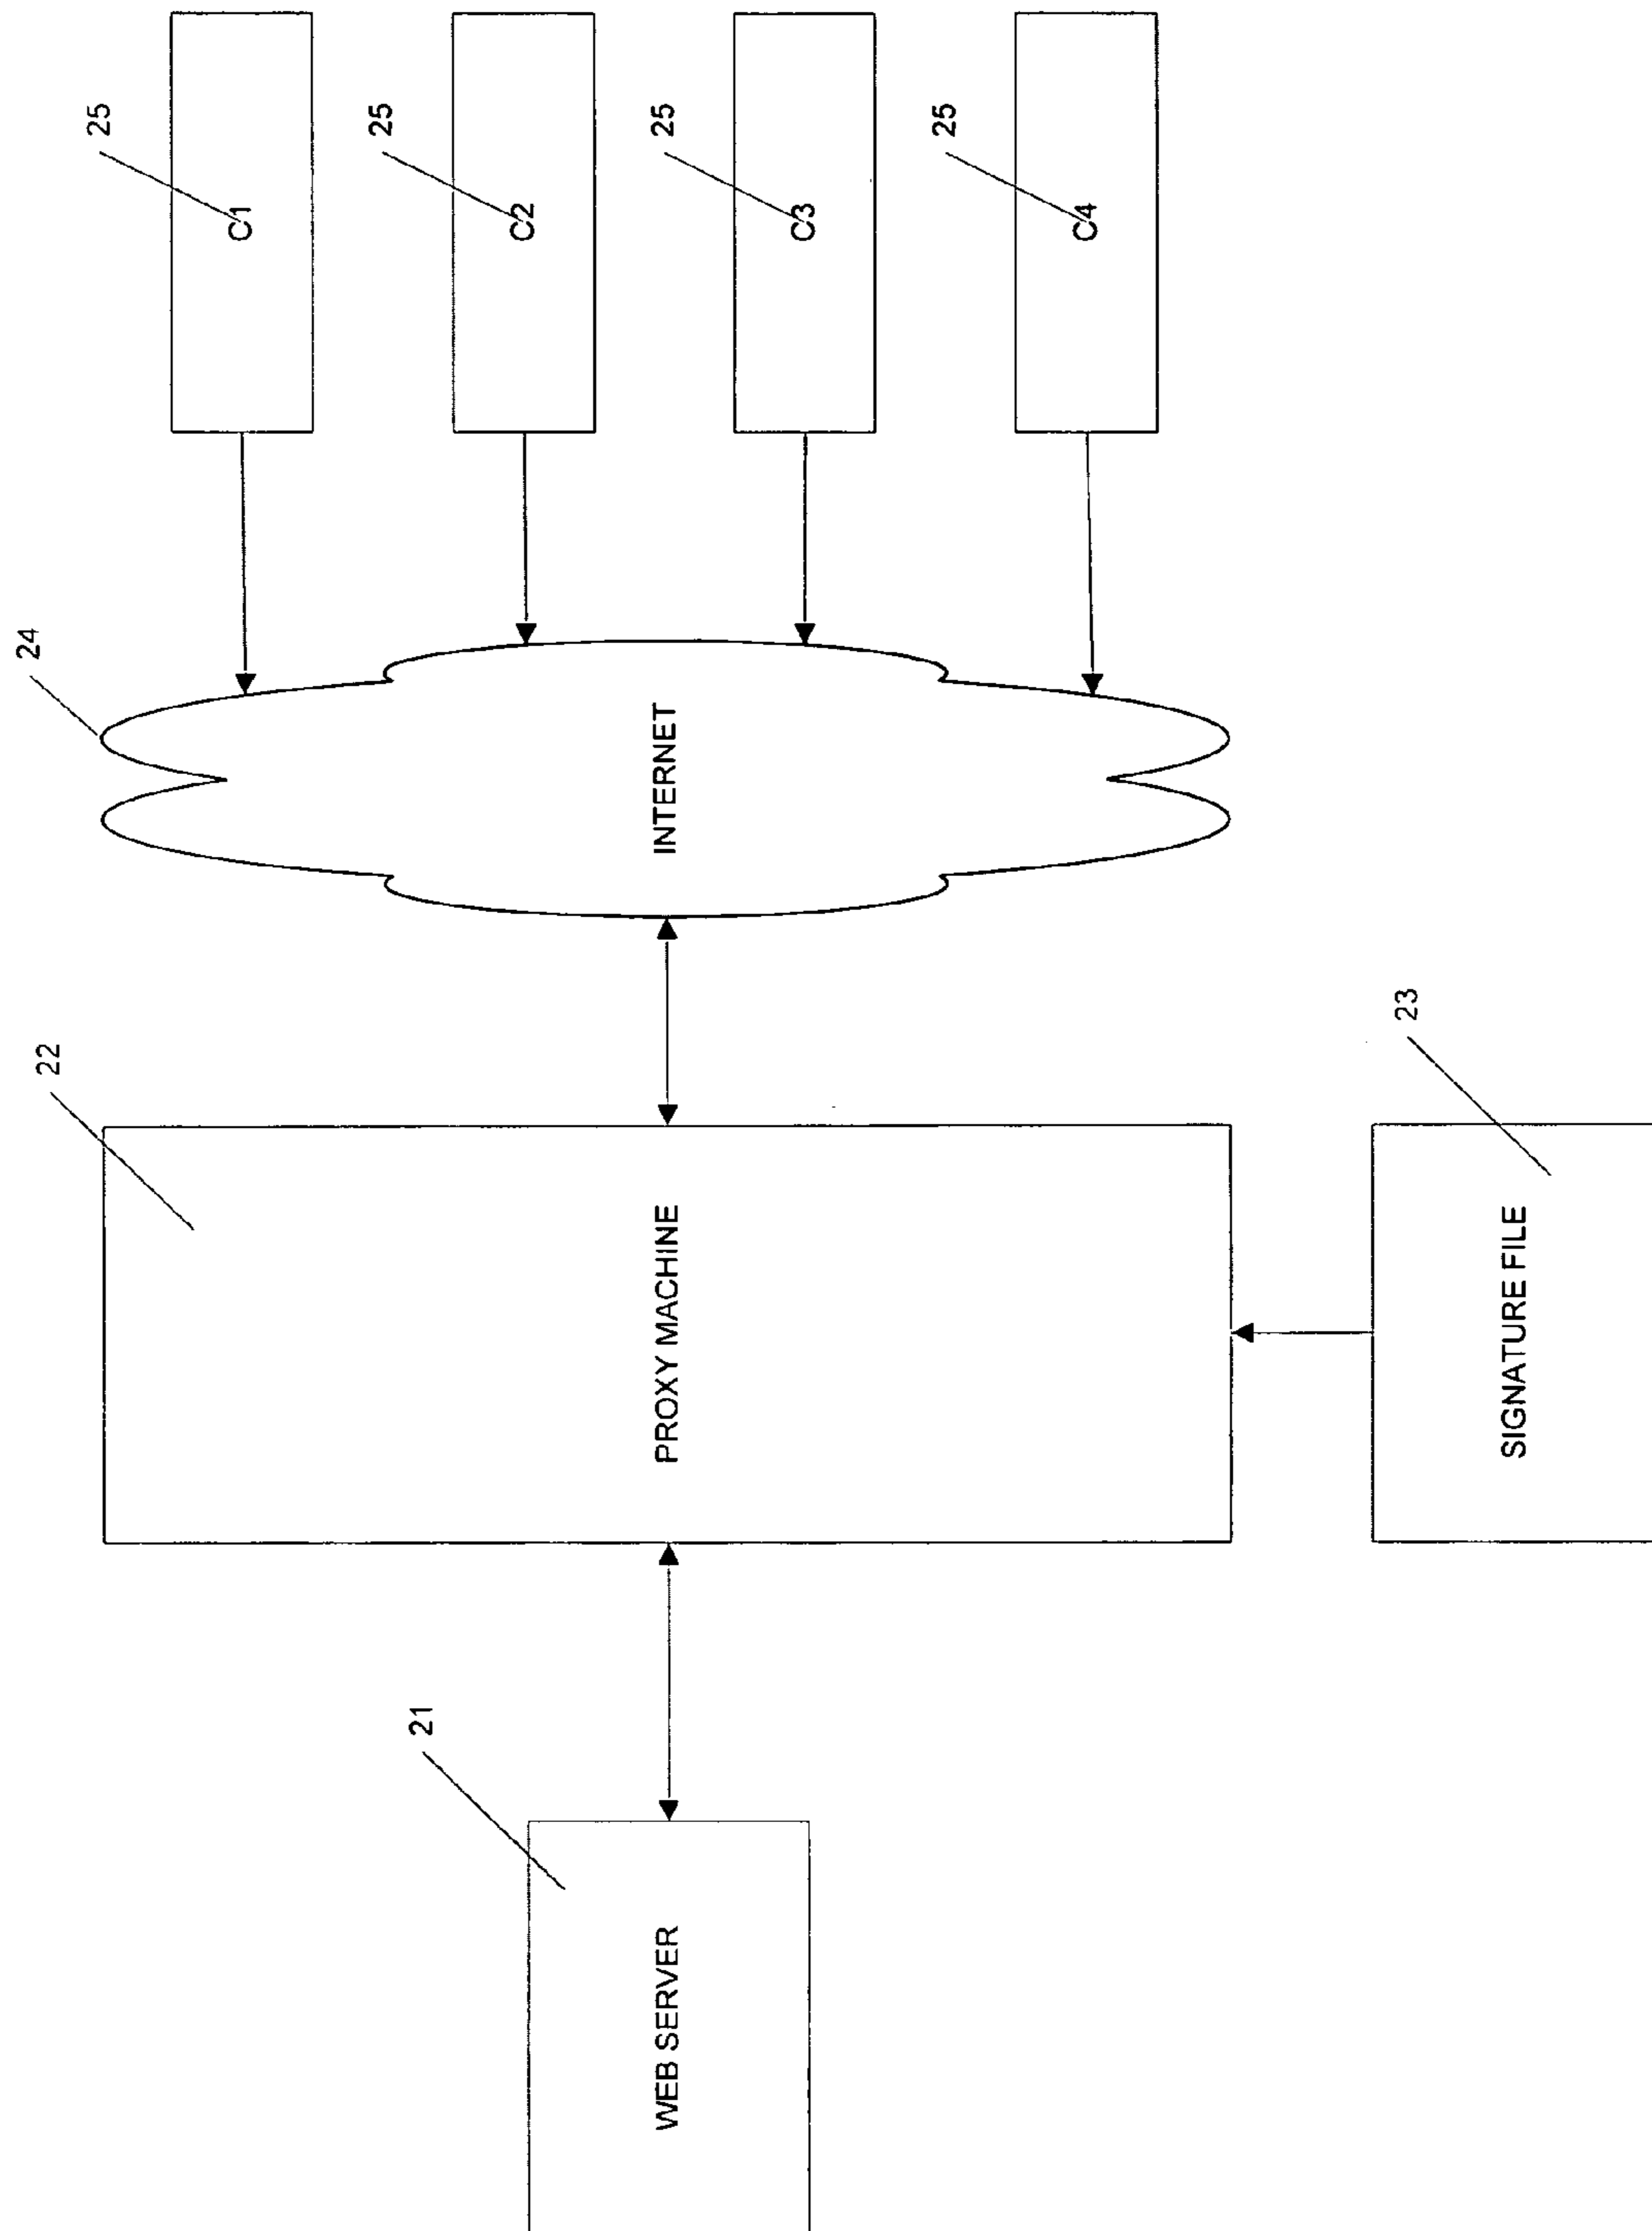 25
C1
25
C2
25
C3
25
C4
24
INTERNET
22
PROXY MACHINE
23
SIGNATURE FILE
21
WEB SERVER